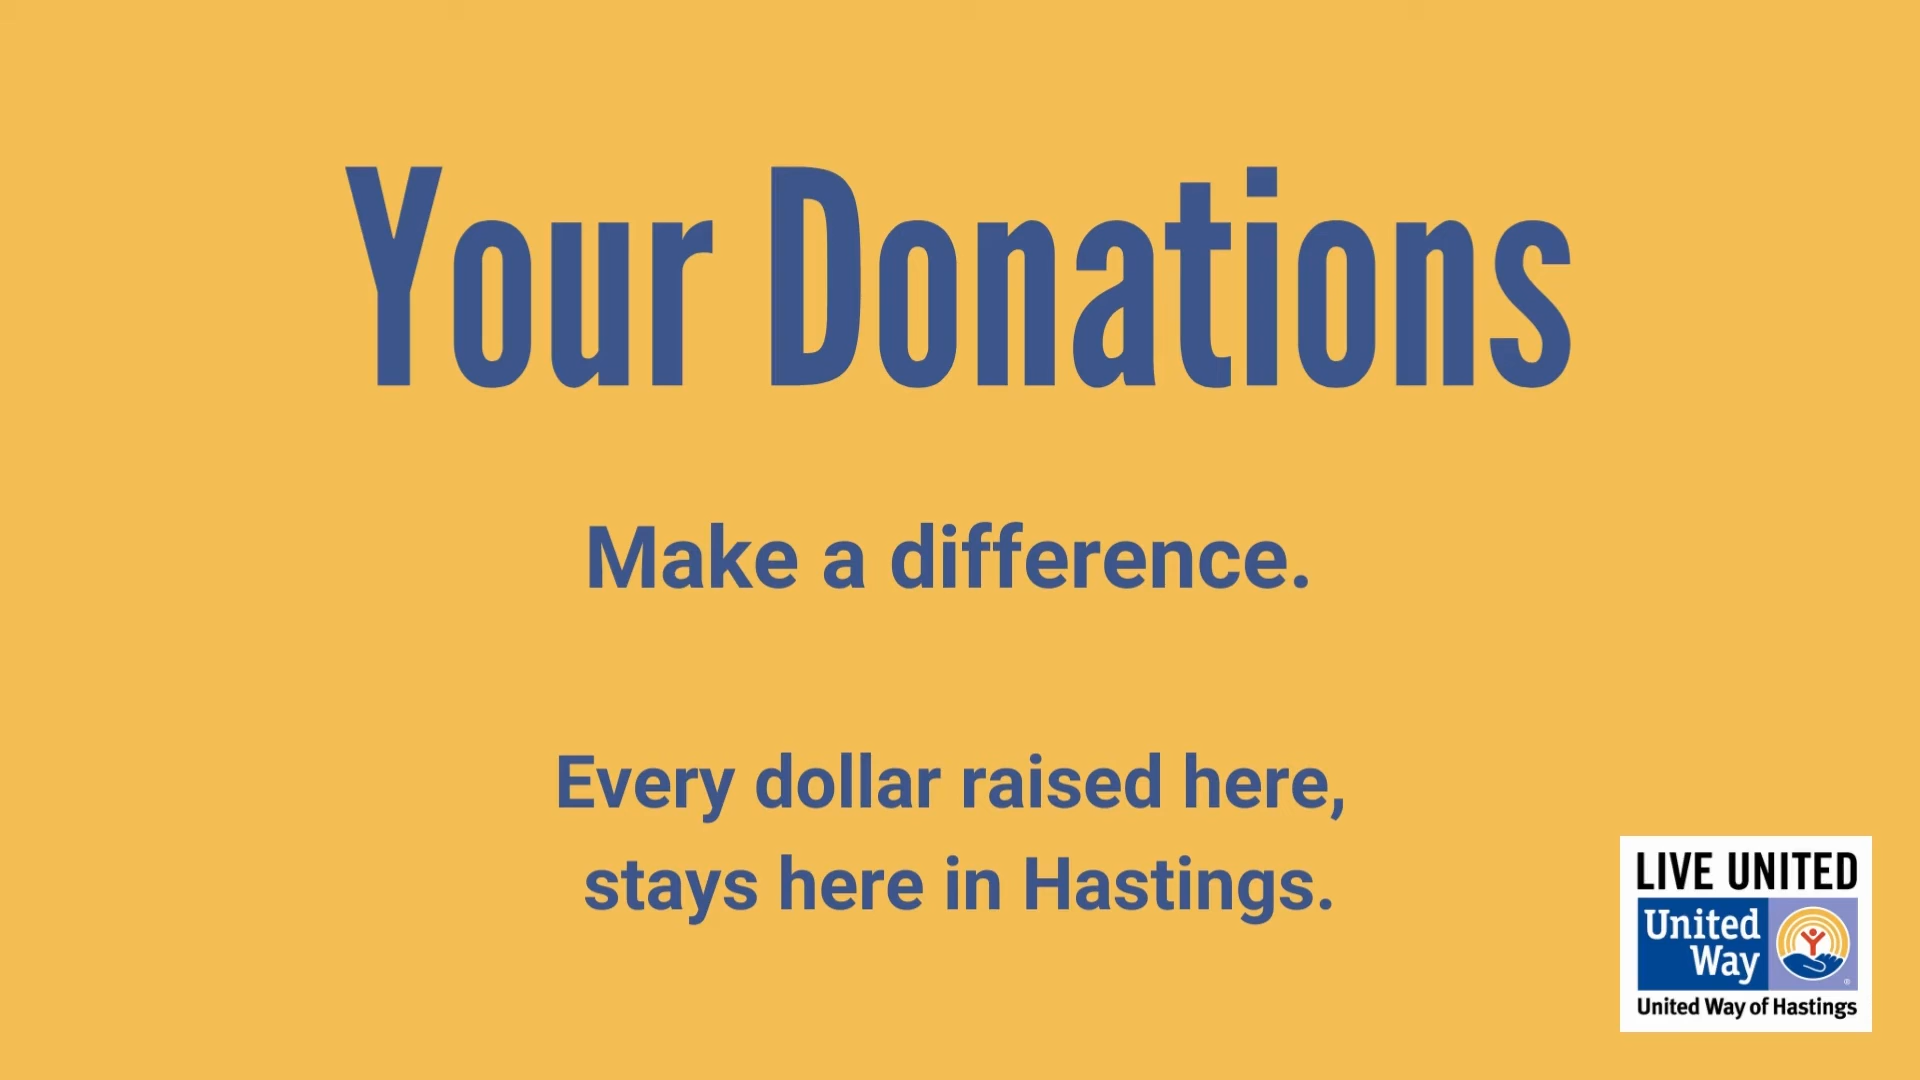 Your Donations
Make a difference.
Every dollar raised here,
stays here in Hastings.
LIVE UNITED
United
Way
®
United Way of Hastings